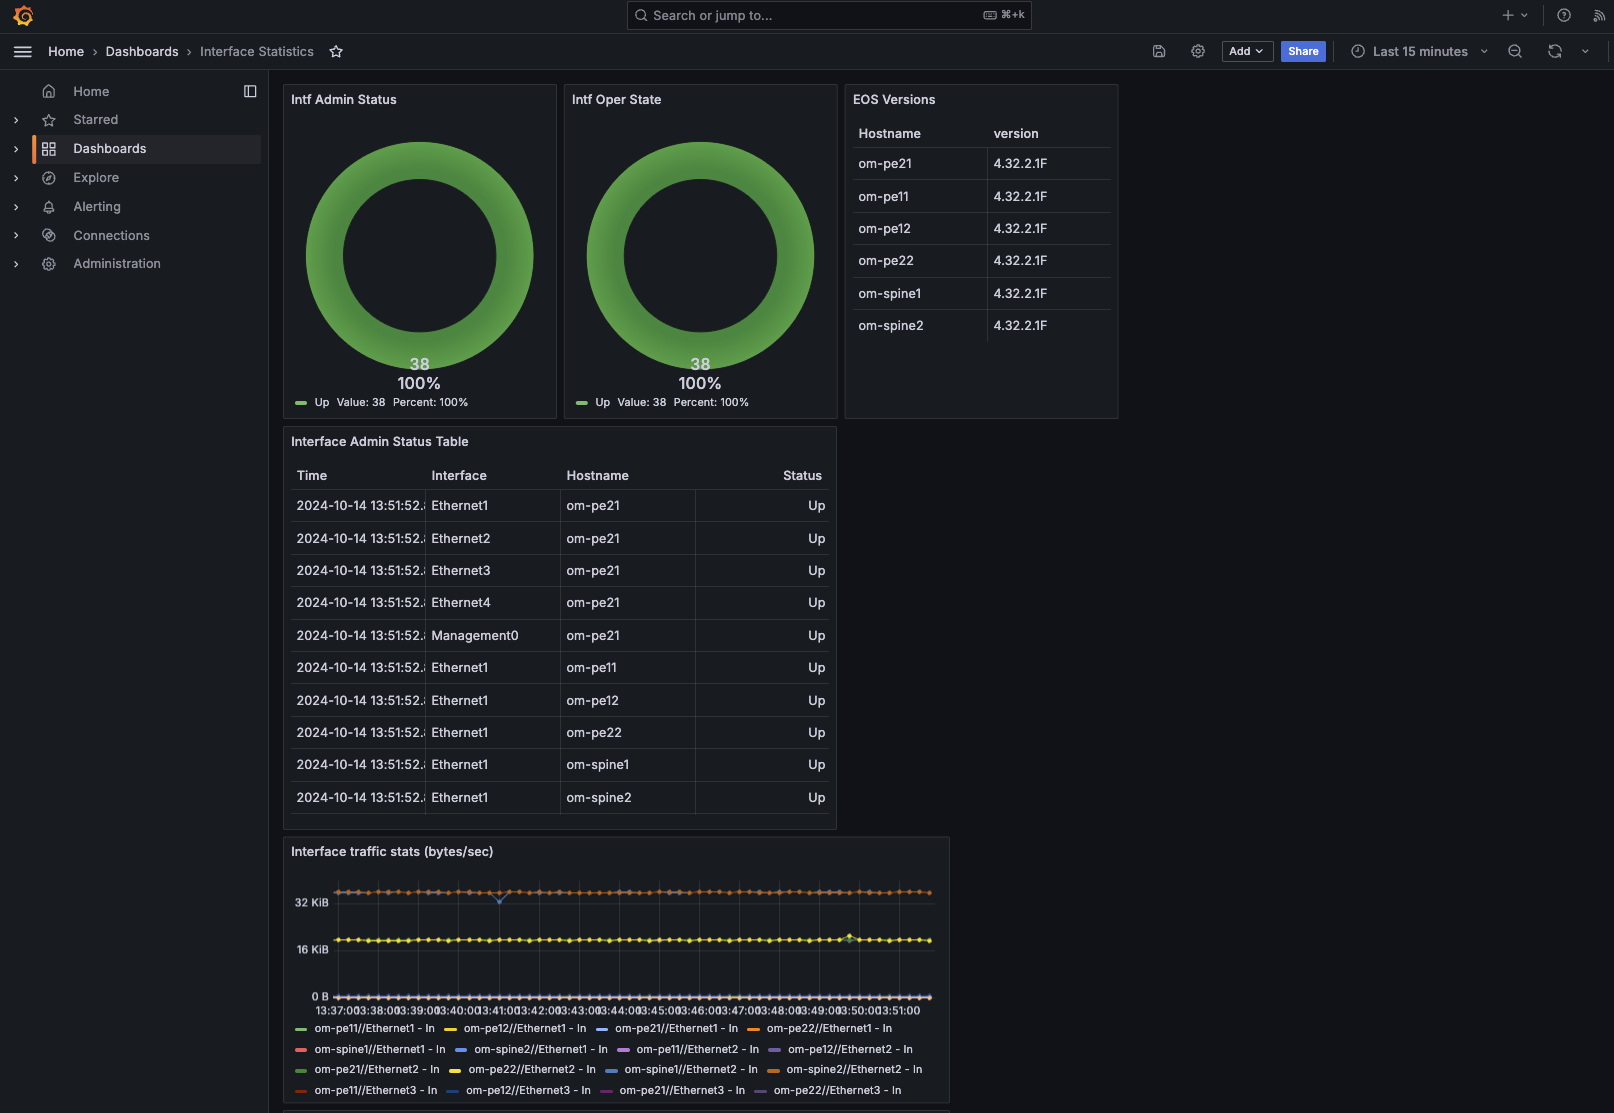 Search or jump to...
⌘+k
Home › Dashboards › Interface Statistics
Add
Share
Last 15 minutes
Home
Starred
Dashboards
Explore
Alerting
Connections
Administration
Intf Admin Status
38
100%
Up Value: 38 Percent: 100%
Intf Oper State
38
100%
Up Value: 38 Percent: 100%
EOS Versions
Hostname version
om-pe21 4.32.2.1F
om-pe11 4.32.2.1F
om-pe12 4.32.2.1F
om-pe22 4.32.2.1F
om-spine1 4.32.2.1F
om-spine2 4.32.2.1F
Interface Admin Status Table
Time Interface Hostname Status
2024-10-14 13:51:52. Ethernet1 om-pe21 Up
2024-10-14 13:51:52. Ethernet2 om-pe21 Up
2024-10-14 13:51:52. Ethernet3 om-pe21 Up
2024-10-14 13:51:52. Ethernet4 om-pe21 Up
2024-10-14 13:51:52. Management0 om-pe21 Up
2024-10-14 13:51:52. Ethernet1 om-pe11 Up
2024-10-14 13:51:52. Ethernet1 om-pe12 Up
2024-10-14 13:51:52. Ethernet1 om-pe22 Up
2024-10-14 13:51:52. Ethernet1 om-spine1 Up
2024-10-14 13:51:52. Ethernet1 om-spine2 Up
Interface traffic stats (bytes/sec)
32 KiB
16 KiB
0 B
13:37:00 13:38:00 13:39:00 13:40:00 13:41:00 13:42:00 13:43:00 13:44:00 13:45:00 13:46:00 13:47:00 13:48:00 13:49:00 13:50:00 13:51:00
om-pe11//Ethernet1 - In om-pe12//Ethernet1 - In om-pe21//Ethernet1 - In om-pe22//Ethernet1 - In
om-spine1//Ethernet1 - In om-spine2//Ethernet1 - In om-pe11//Ethernet2 - In om-pe12//Ethernet2 - In
om-pe21//Ethernet2 - In om-pe22//Ethernet2 - In om-spine1//Ethernet2 - In om-spine2//Ethernet2 - In
om-pe11//Ethernet3 - In om-pe12//Ethernet3 - In om-pe21//Ethernet3 - In om-pe22//Ethernet3 - In